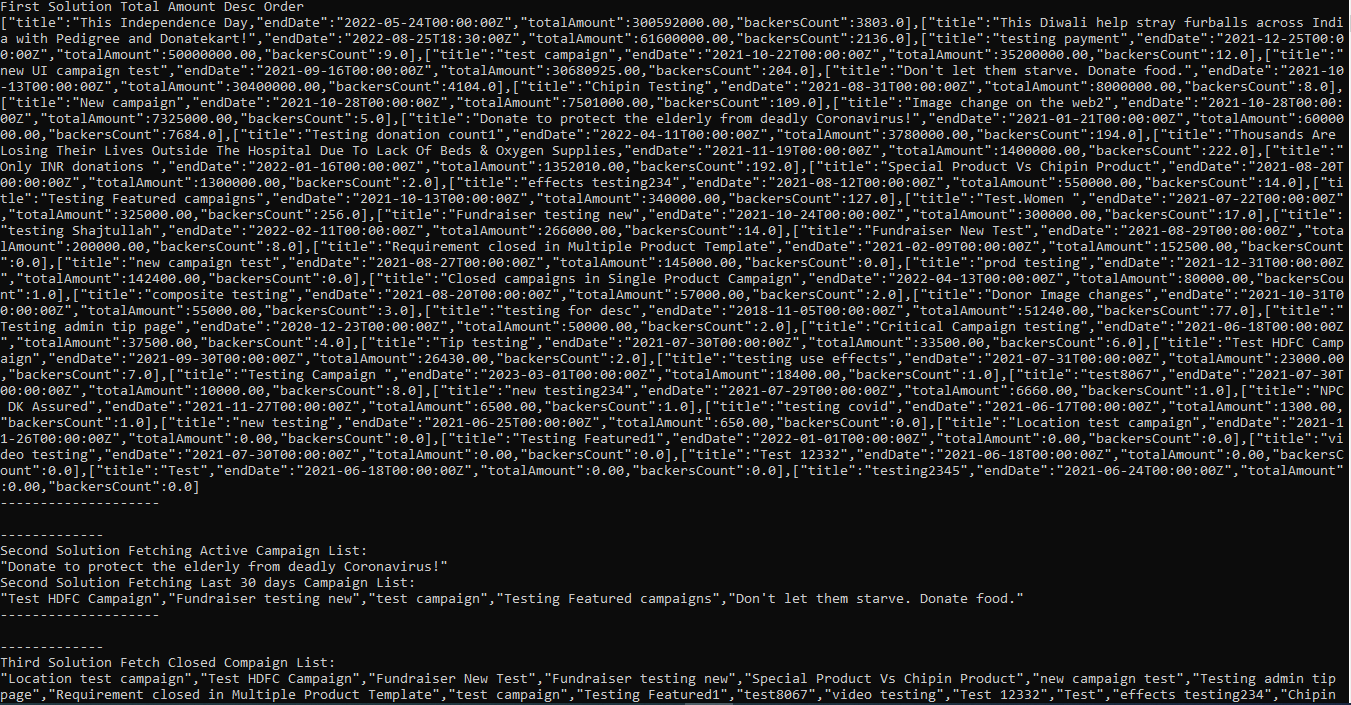 First Solution Total Amount Desc Order
["title":"This Independence Day,"endDate":"2022-05-24T00:00:00Z","totalAmount":300592000.00,"backersCount":3803.0],["title":"This Diwali help stray furballs across Indi
a with Pedigree and Donatekart!","endDate":"2022-08-25T18:30:00Z","totalAmount":61600000.00,"backersCount":2136.0],["title":"testing payment","endDate":"2021-12-25T00:0
0:00Z","totalAmount":50000000.00,"backersCount":9.0],["title":"test campaign","endDate":"2021-10-22T00:00:00Z","totalAmount":35200000.00,"backersCount":12.0],["title":"
new UI campaign test","endDate":"2021-09-16T00:00:00Z","totalAmount":30680925.00,"backersCount":204.0],["title":"Don't let them starve. Donate food.","endDate":"2021-10
-13T00:00:00Z","totalAmount":30400000.00,"backersCount":4104.0],["title":"Chipin Testing","endDate":"2021-08-31T00:00:00Z","totalAmount":8000000.00,"backersCount":8.0],
["title":"New campaign","endDate":"2021-10-28T00:00:00Z","totalAmount":7501000.00,"backersCount":109.0],["title":"Image change on the web2","endDate":"2021-10-28T00:00:
00Z","totalAmount":7325000.00,"backersCount":5.0],["title":"Donate to protect the elderly from deadly Coronavirus!","endDate":"2021-01-21T00:00:00Z","totalAmount":60000
00.00,"backersCount":7684.0],["title":"Testing donation count1","endDate":"2022-04-11T00:00:00Z","totalAmount":3780000.00,"backersCount":194.0],["title":"Thousands Are
Losing Their Lives Outside The Hospital Due To Lack Of Beds & Oxygen Supplies,"endDate":"2021-11-19T00:00:00Z","totalAmount":1400000.00,"backersCount":222.0],["title":"
Only INR donations ","endDate":"2022-01-16T00:00:00Z","totalAmount":1352010.00,"backersCount":192.0],["title":"Special Product Vs Chipin Product","endDate":"2021-08-20T
00:00:00Z","totalAmount":1300000.00,"backersCount":2.0],["title":"effects testing234","endDate":"2021-08-12T00:00:00Z","totalAmount":550000.00,"backersCount":14.0],["ti
tle":"Testing Featured campaigns","endDate":"2021-10-13T00:00:00Z","totalAmount":340000.00,"backersCount":127.0],["title":"Test.Women ","endDate":"2021-07-22T00:00:00Z"
,"totalAmount":325000.00,"backersCount":256.0],["title":"Fundraiser testing new","endDate":"2021-10-24T00:00:00Z","totalAmount":300000.00,"backersCount":17.0],["title":
"testing Shajtullah","endDate":"2022-02-11T00:00:00Z","totalAmount":266000.00,"backersCount":14.0],["title":"Fundraiser New Test","endDate":"2021-08-29T00:00:00Z","tota
lAmount":200000.00,"backersCount":8.0],["title":"Requirement closed in Multiple Product Template","endDate":"2021-02-09T00:00:00Z","totalAmount":152500.00,"backersCount
":0.0],["title":"new campaign test","endDate":"2021-08-27T00:00:00Z","totalAmount":145000.00,"backersCount":0.0],["title":"prod testing","endDate":"2021-12-31T00:00:00Z
","totalAmount":142400.00,"backersCount":0.0],["title":"Closed campaigns in Single Product Campaign","endDate":"2022-04-13T00:00:00Z","totalAmount":80000.00,"backersCou
nt":1.0],["title":"composite testing","endDate":"2021-08-20T00:00:00Z","totalAmount":57000.00,"backersCount":2.0],["title":"Donor Image changes","endDate":"2021-10-31T0
0:00:00Z","totalAmount":55000.00,"backersCount":3.0],["title":"testing for desc","endDate":"2018-11-05T00:00:00Z","totalAmount":51240.00,"backersCount":77.0],["title":"
Testing admin tip page","endDate":"2020-12-23T00:00:00Z","totalAmount":50000.00,"backersCount":2.0],["title":"Critical Campaign testing","endDate":"2021-06-18T00:00:00Z
","totalAmount":37500.00,"backersCount":4.0],["title":"Tip testing","endDate":"2021-07-30T00:00:00Z","totalAmount":33500.00,"backersCount":6.0],["title":"Test HDFC Camp
aign","endDate":"2021-09-30T00:00:00Z","totalAmount":26430.00,"backersCount":2.0],["title":"testing use effects","endDate":"2021-07-31T00:00:00Z","totalAmount":23000.00
,"backersCount":7.0],["title":"Testing Campaign ","endDate":"2023-03-01T00:00:00Z","totalAmount":18400.00,"backersCount":1.0],["title":"test8067","endDate":"2021-07-30T
00:00:00Z","totalAmount":10000.00,"backersCount":8.0],["title":"new testing234","endDate":"2021-07-29T00:00:00Z","totalAmount":6660.00,"backersCount":1.0],["title":"NPC
 DK Assured","endDate":"2021-11-27T00:00:00Z","totalAmount":6500.00,"backersCount":1.0],["title":"testing covid","endDate":"2021-06-17T00:00:00Z","totalAmount":1300.00,
"backersCount":1.0],["title":"new testing","endDate":"2021-06-25T00:00:00Z","totalAmount":650.00,"backersCount":0.0],["title":"Location test campaign","endDate":"2021-1
1-26T00:00:00Z","totalAmount":0.00,"backersCount":0.0],["title":"Testing Featured1","endDate":"2022-01-01T00:00:00Z","totalAmount":0.00,"backersCount":0.0],["title":"vi
deo testing","endDate":"2021-07-30T00:00:00Z","totalAmount":0.00,"backersCount":0.0],["title":"Test 12332","endDate":"2021-06-18T00:00:00Z","totalAmount":0.00,"backersC
ount":0.0],["title":"Test","endDate":"2021-06-18T00:00:00Z","totalAmount":0.00,"backersCount":0.0],["title":"testing2345","endDate":"2021-06-24T00:00:00Z","totalAmount"
:0.00,"backersCount":0.0]
--------------------
-------------
Second Solution Fetching Active Campaign List:
"Donate to protect the elderly from deadly Coronavirus!"
Second Solution Fetching Last 30 days Campaign List:
"Test HDFC Campaign","Fundraiser testing new","test campaign","Testing Featured campaigns","Don't let them starve. Donate food."
--------------------
-------------
Third Solution Fetch Closed Compaign List:
"Location test campaign","Test HDFC Campaign","Fundraiser New Test","Fundraiser testing new","Special Product Vs Chipin Product","new campaign test","Testing admin tip
page","Requirement closed in Multiple Product Template","test campaign","Testing Featured1","test8067","video testing","Test 12332","Test","effects testing234","Chipin